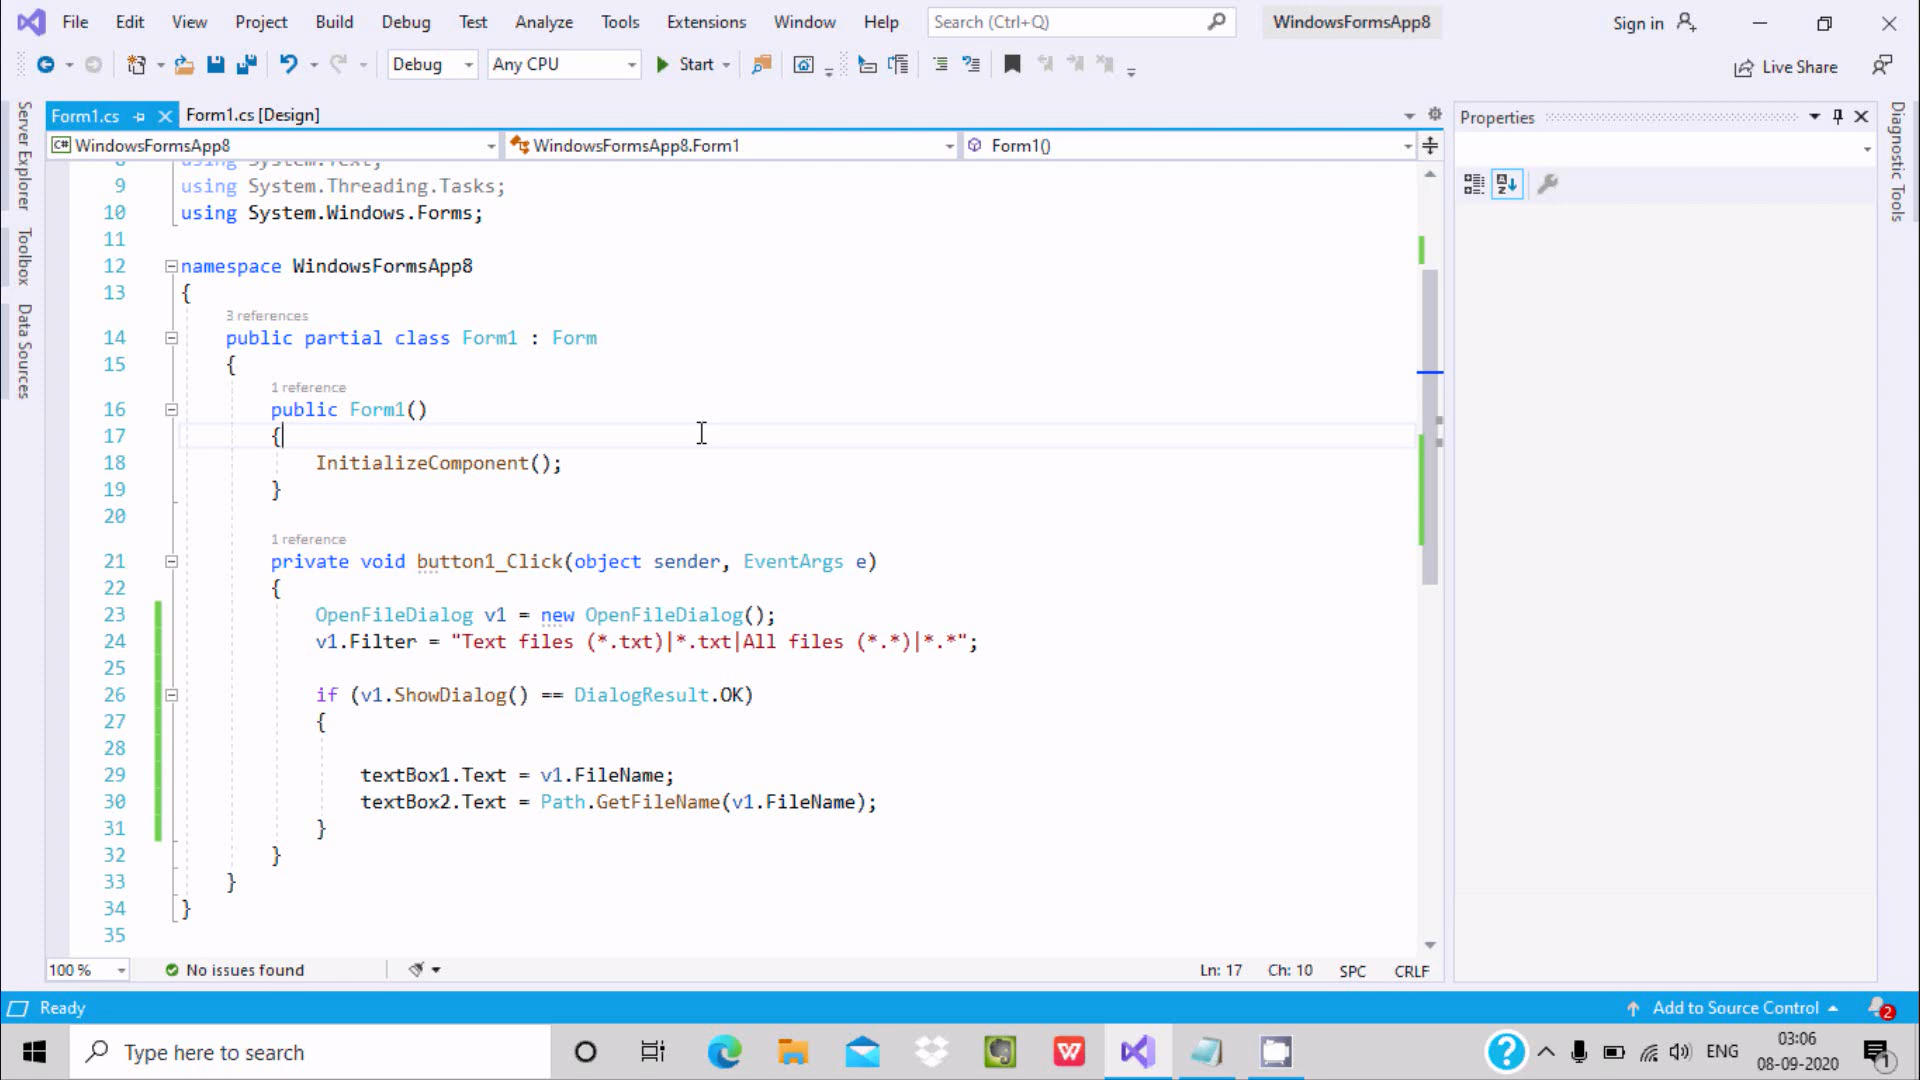 File Edit View Project Build Debug Test Analyze Tools Extensions Window Help Search (Ctrl+Q) WindowsFormsApp8 Sign in
Debug Any CPU Start Live Share
Server Explorer
Toolbox
Data Sources
Form1.cs Form1.cs [Design]
C# WindowsFormsApp8 WindowsFormsApp8.Form1 Form1()
8 using System.Text;
9 using System.Threading.Tasks;
10 using System.Windows.Forms;
11
12 namespace WindowsFormsApp8
13 {
3 references
14 public partial class Form1 : Form
15 {
1 reference
16 public Form1()
17 {
18 InitializeComponent();
19 }
20
1 reference
21 private void button1_Click(object sender, EventArgs e)
22 {
23 OpenFileDialog v1 = new OpenFileDialog();
24 v1.Filter = "Text files (*.txt)|*.txt|All files (*.*)|*.*";
25
26 if (v1.ShowDialog() == DialogResult.OK)
27 {
28
29 textBox1.Text = v1.FileName;
30 textBox2.Text = Path.GetFileName(v1.FileName);
31 }
32 }
33 }
34 }
35
100 % No issues found Ln: 17 Ch: 10 SPC CRLF
Properties
Diagnostic Tools
Ready Add to Source Control 2
Type here to search
ENG 03:06
08-09-2020
1